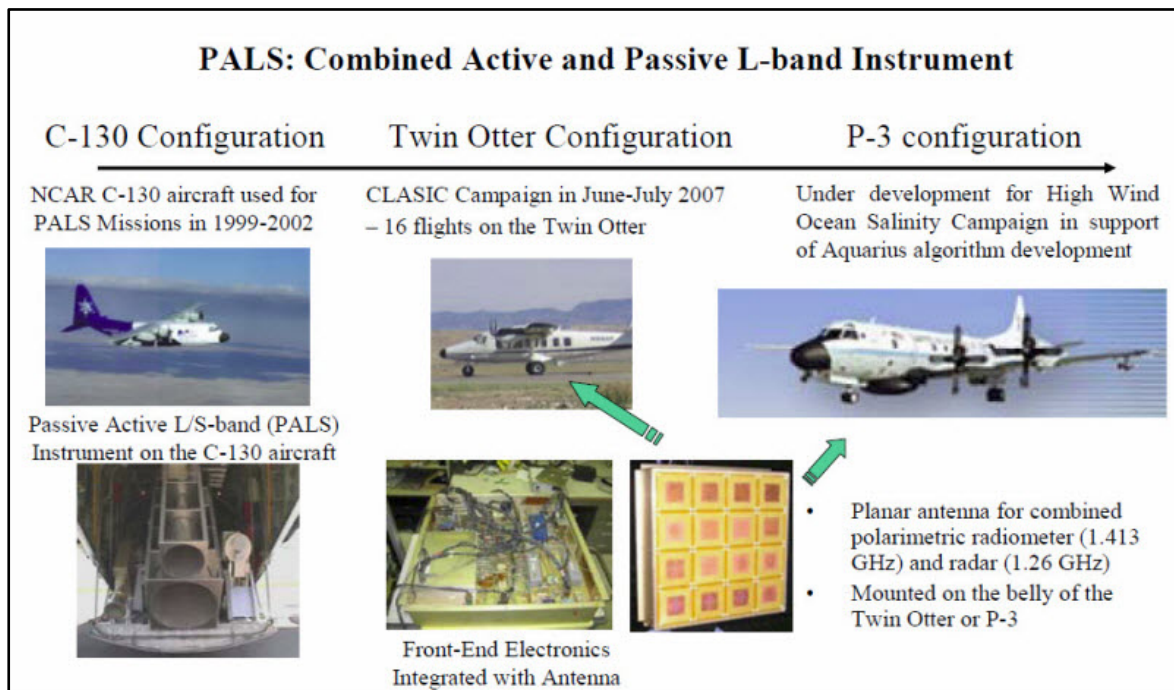 PALS: Combined Active and Passive L-band Instrument
C-130 Configuration
Twin Otter Configuration
P-3 configuration
NCAR C-130 aircraft used for
PALS Missions in 1999-2002
CLASIC Campaign in June-July 2007
– 16 flights on the Twin Otter
Under development for High Wind
Ocean Salinity Campaign in support
of Aquarius algorithm development
Passive Active L/S-band (PALS)
Instrument on the C-130 aircraft
Front-End Electronics
Integrated with Antenna
• Planar antenna for combined
polarimetric radiometer (1.413
GHz) and radar (1.26 GHz)
• Mounted on the belly of the
Twin Otter or P-3